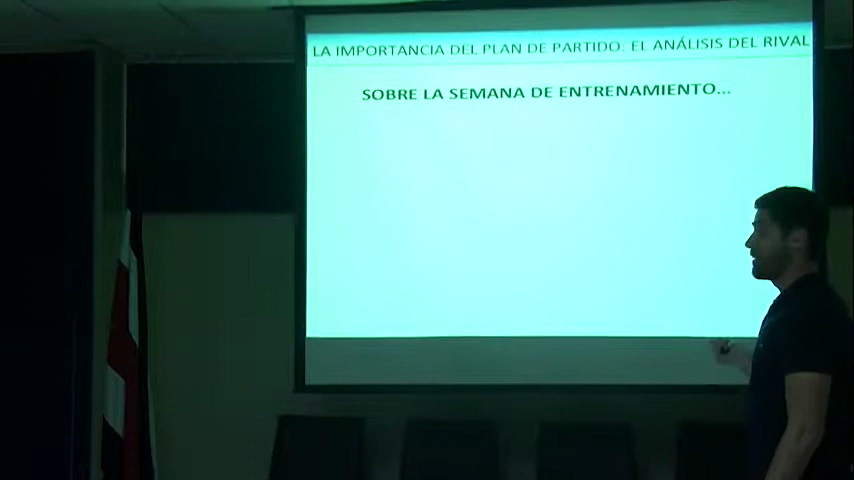 LA IMPORTANCIA DEL PLAN DE PARTIDO: EL ANÁLISIS DEL RIVAL
SOBRE LA SEMANA DE ENTRENAMIENTO...